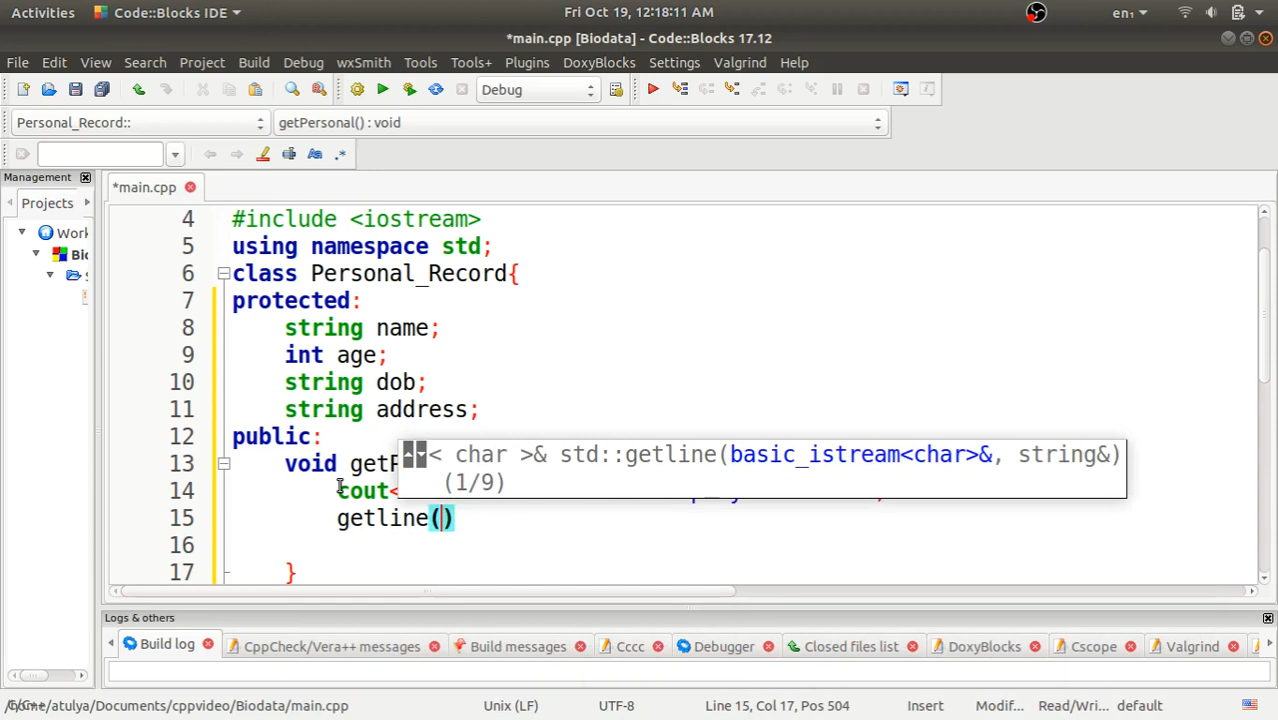 Activities Code::Blocks IDE Fri Oct 19, 12:18:11 AM en₁
*main.cpp [Biodata] - Code::Blocks 17.12
File Edit View Search Project Build Debug wxSmith Tools Tools+ Plugins DoxyBlocks Settings Valgrind Help
Debug
Personal_Record:: getPersonal() : void
Management
*main.cpp
Projects
Work
Bio
S
4 #include <iostream>
5 using namespace std;
6 class Personal_Record{
7 protected:
8 string name;
9 int age;
10 string dob;
11 string address;
12 public:
13 void getP
< char >& std::getline(basic_istream<char>&, string&)
(1/9)
14 cout<
15 getline()
16
17 }
Logs & others
Build log CppCheck/Vera++ messages Build messages Cccc Debugger Closed files list DoxyBlocks Cscope Valgrind
/home/atulya/Documents/cppvideo/Biodata/main.cpp Unix (LF) UTF-8 Line 15, Col 17, Pos 504 Insert Modif... Read/Wri... default